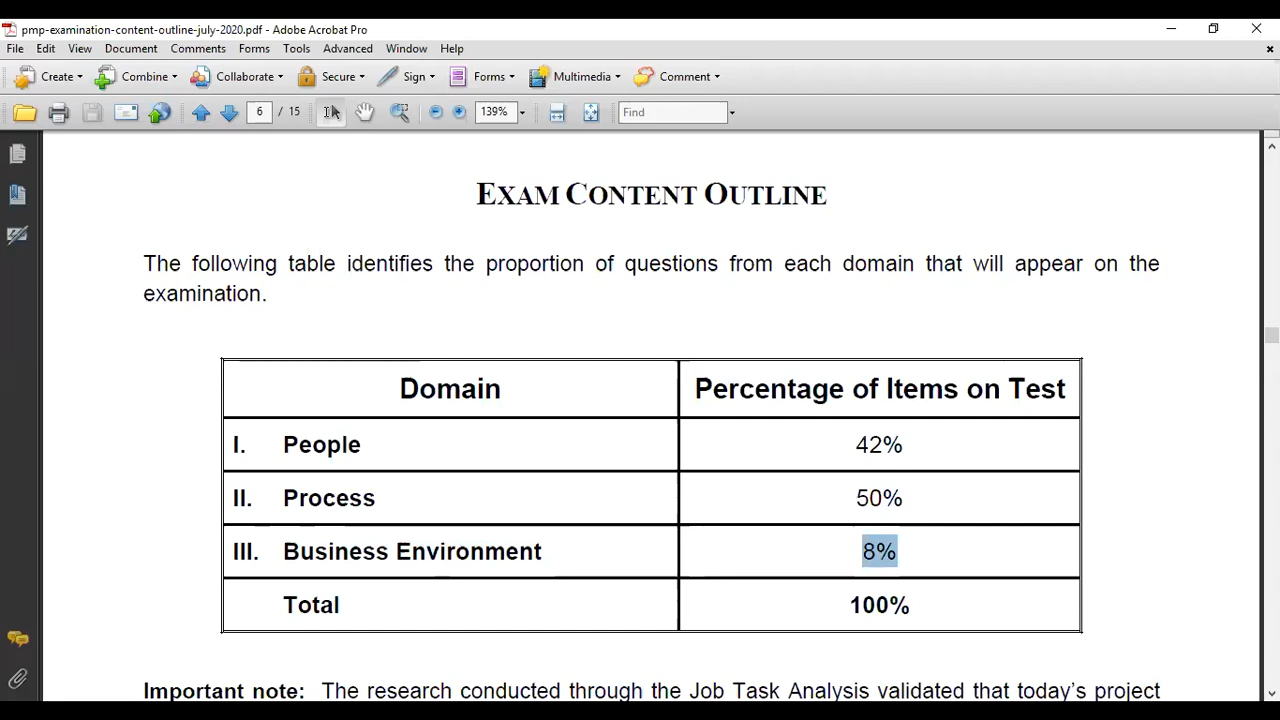 pmp-examination-content-outline-july-2020.pdf - Adobe Acrobat Pro
File Edit View Document Comments Forms Tools Advanced Window Help
Create Combine Collaborate Secure Sign Forms Multimedia Comment
6 / 15 139% Find
EXAM CONTENT OUTLINE
The following table identifies the proportion of questions from each domain that will appear on the
examination.
Domain Percentage of Items on Test
I. People 42%
II. Process 50%
III. Business Environment 8%
Total 100%
Important note: The research conducted through the Job Task Analysis validated that today's project